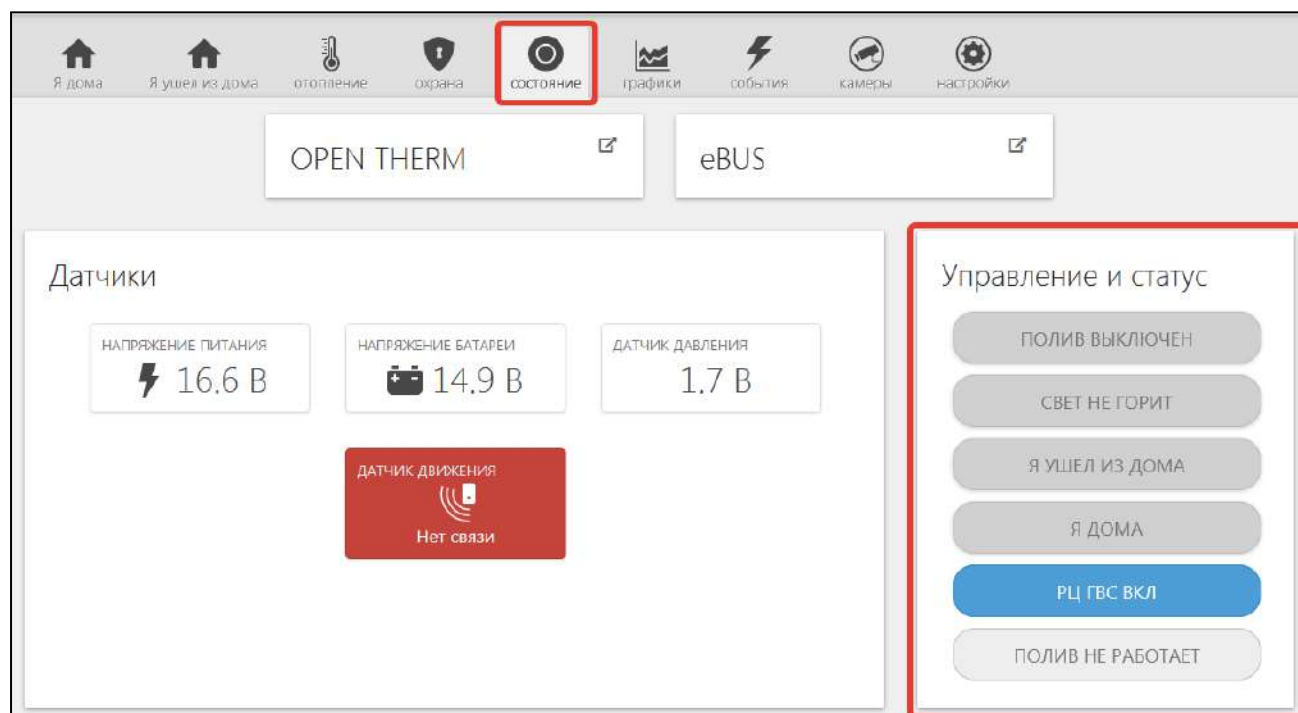 Я дома
Я ушел из дома
отопление
охрана
состояние
графики
события
камеры
настройки
OPEN THERM
eBUS
Датчики
НАПРЯЖЕНИЕ ПИТАНИЯ
16,6 В
НАПРЯЖЕНИЕ БАТАРЕИ
14,9 В
ДАТЧИК ДАВЛЕНИЯ
1,7 В
ДАТЧИК ДВИЖЕНИЯ
Нет связи
Управление и статус
ПОЛИВ ВЫКЛЮЧЕН
СВЕТ НЕ ГОРИТ
Я УШЕЛ ИЗ ДОМА
Я ДОМА
РЦ ГВС ВКЛ
ПОЛИВ НЕ РАБОТАЕТ